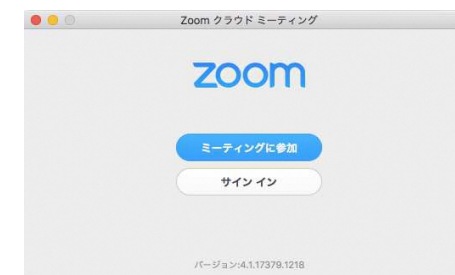 Zoom クラウド ミーティング
zoom
ミーティングに参加
サイン イン
バージョン:4.1.17379.1218